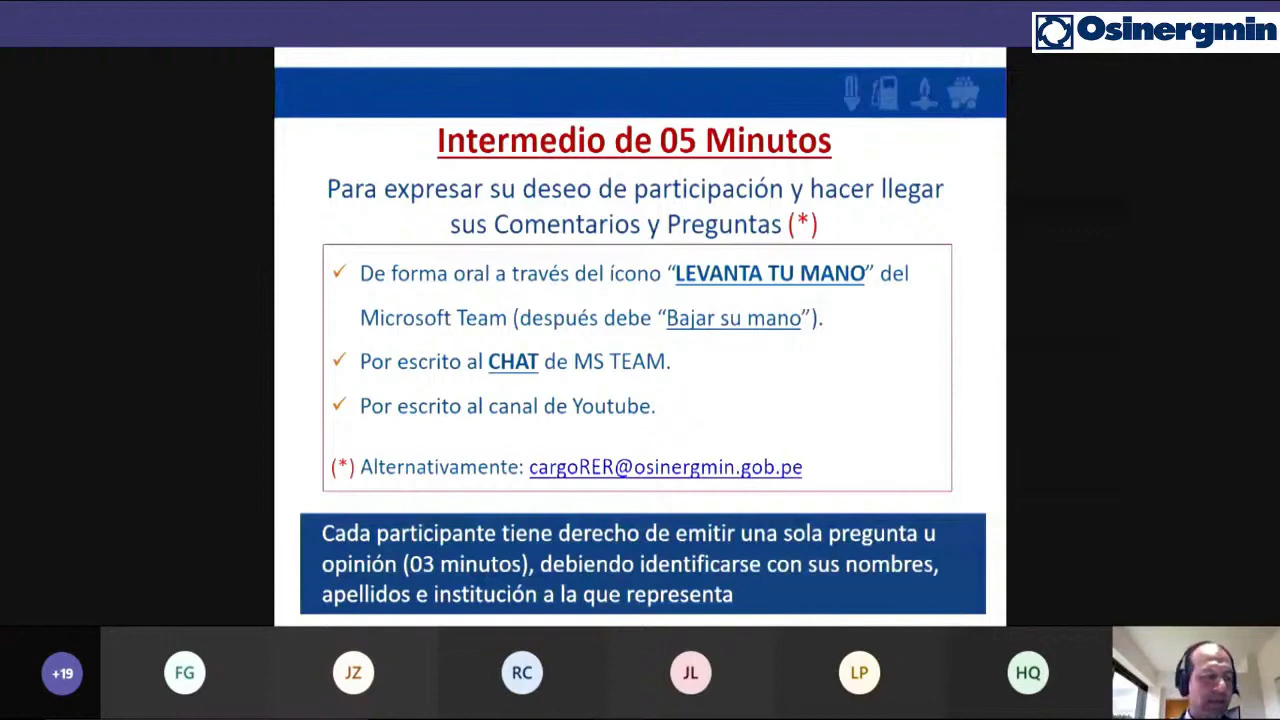 Osinergmin
Intermedio de 05 Minutos
Para expresar su deseo de participación y hacer llegar
sus Comentarios y Preguntas (*)
✓ De forma oral a través del ícono “LEVANTA TU MANO” del
Microsoft Team (después debe “Bajar su mano”).
✓ Por escrito al CHAT de MS TEAM.
✓ Por escrito al canal de Youtube.
(*) Alternativamente: cargoRER@osinergmin.gob.pe
Cada participante tiene derecho de emitir una sola pregunta u
opinión (03 minutos), debiendo identificarse con sus nombres,
apellidos e institución a la que representa
+19 FG JZ RC JL LP HQ